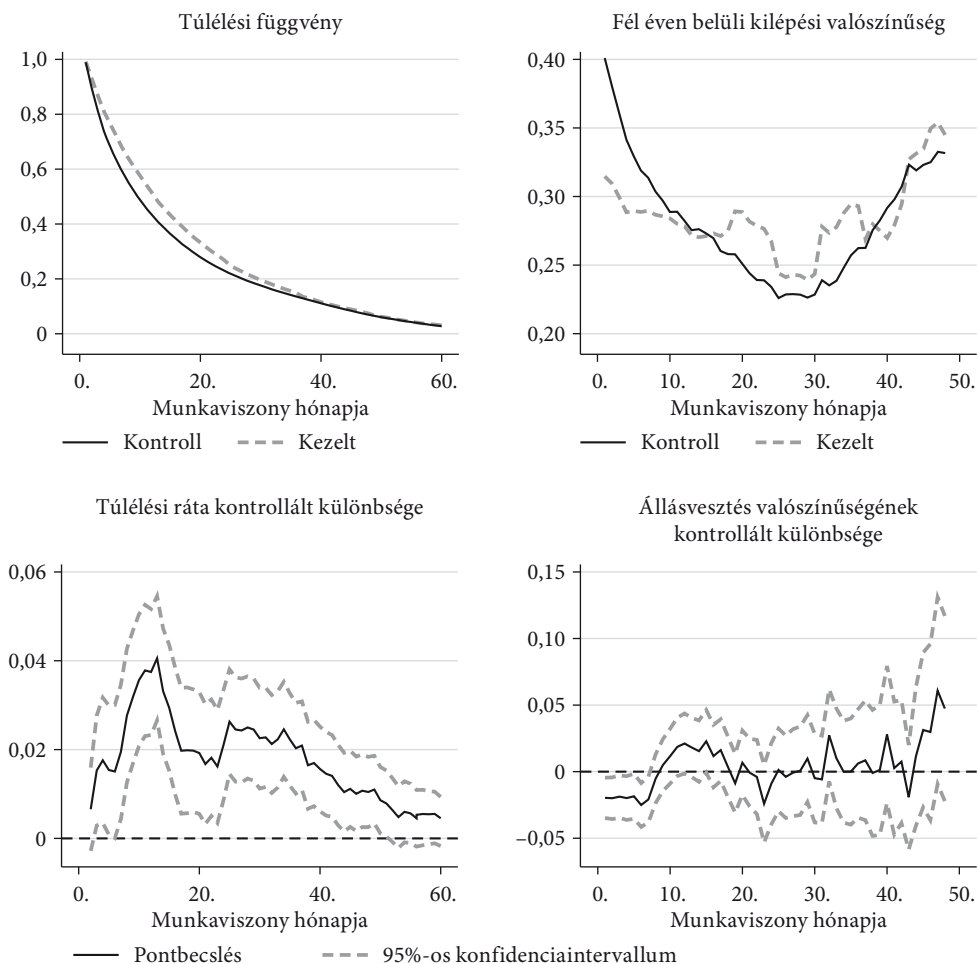 Túlélési függvény
1,0
0,8
0,6
0,4
0,2
0
0. 20. 40. 60.
Munkaviszony hónapja
Kontroll Kezelt
Fél éven belüli kilépési valószínűség
0,40
0,35
0,30
0,25
0,20
0. 10. 20. 30. 40. 50.
Munkaviszony hónapja
Kontroll Kezelt
Túlélési ráta kontrollált különbsége
0,06
0,04
0,02
0
0. 20. 40. 60.
Munkaviszony hónapja
Állásvesztés valószínűségének
kontrollált különbsége
0,15
0,10
0,05
0
−0,05
0. 10. 20. 30. 40. 50.
Munkaviszony hónapja
Pontbecslés 95%-os konfidenciaintervallum